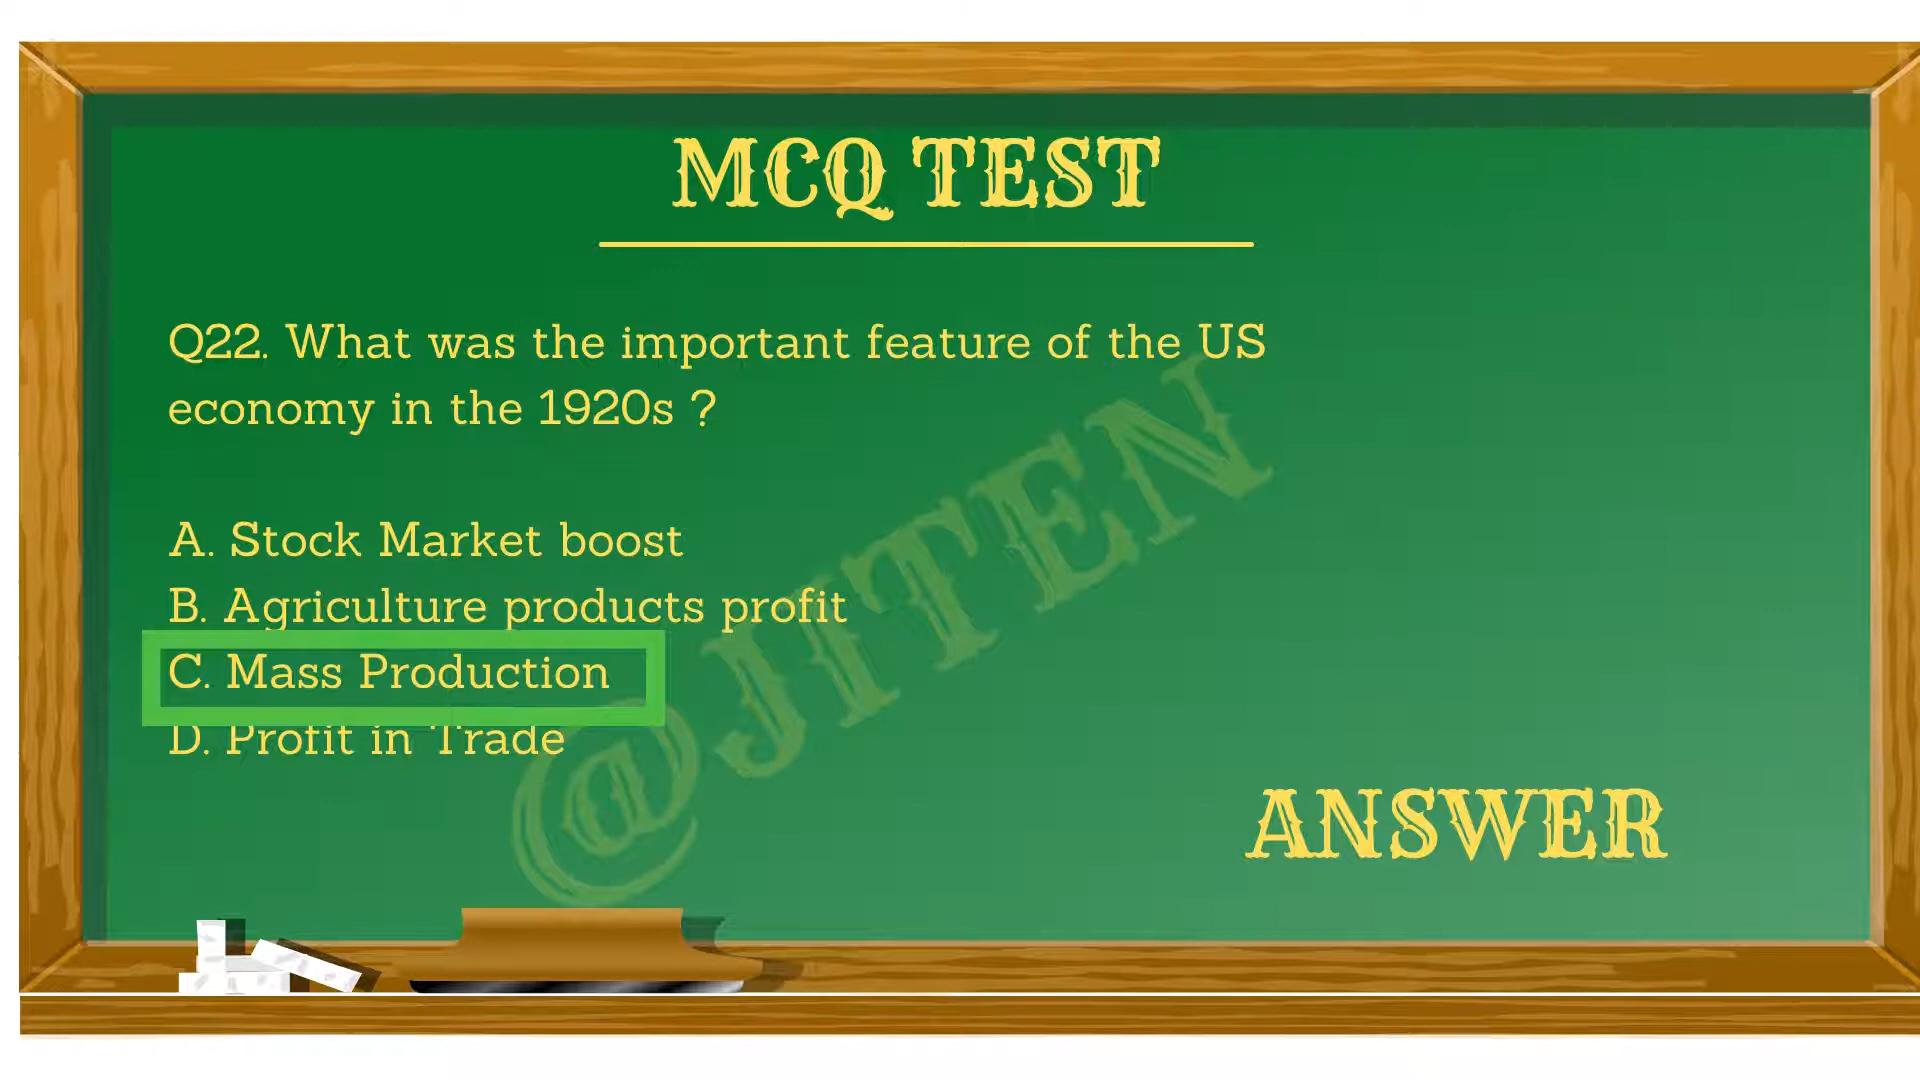 MCQ TEST
Q22. What was the important feature of the US
economy in the 1920s ?
A. Stock Market boost
B. Agriculture products profit
C. Mass Production
D. Profit in Trade
@JITEN
ANSWER